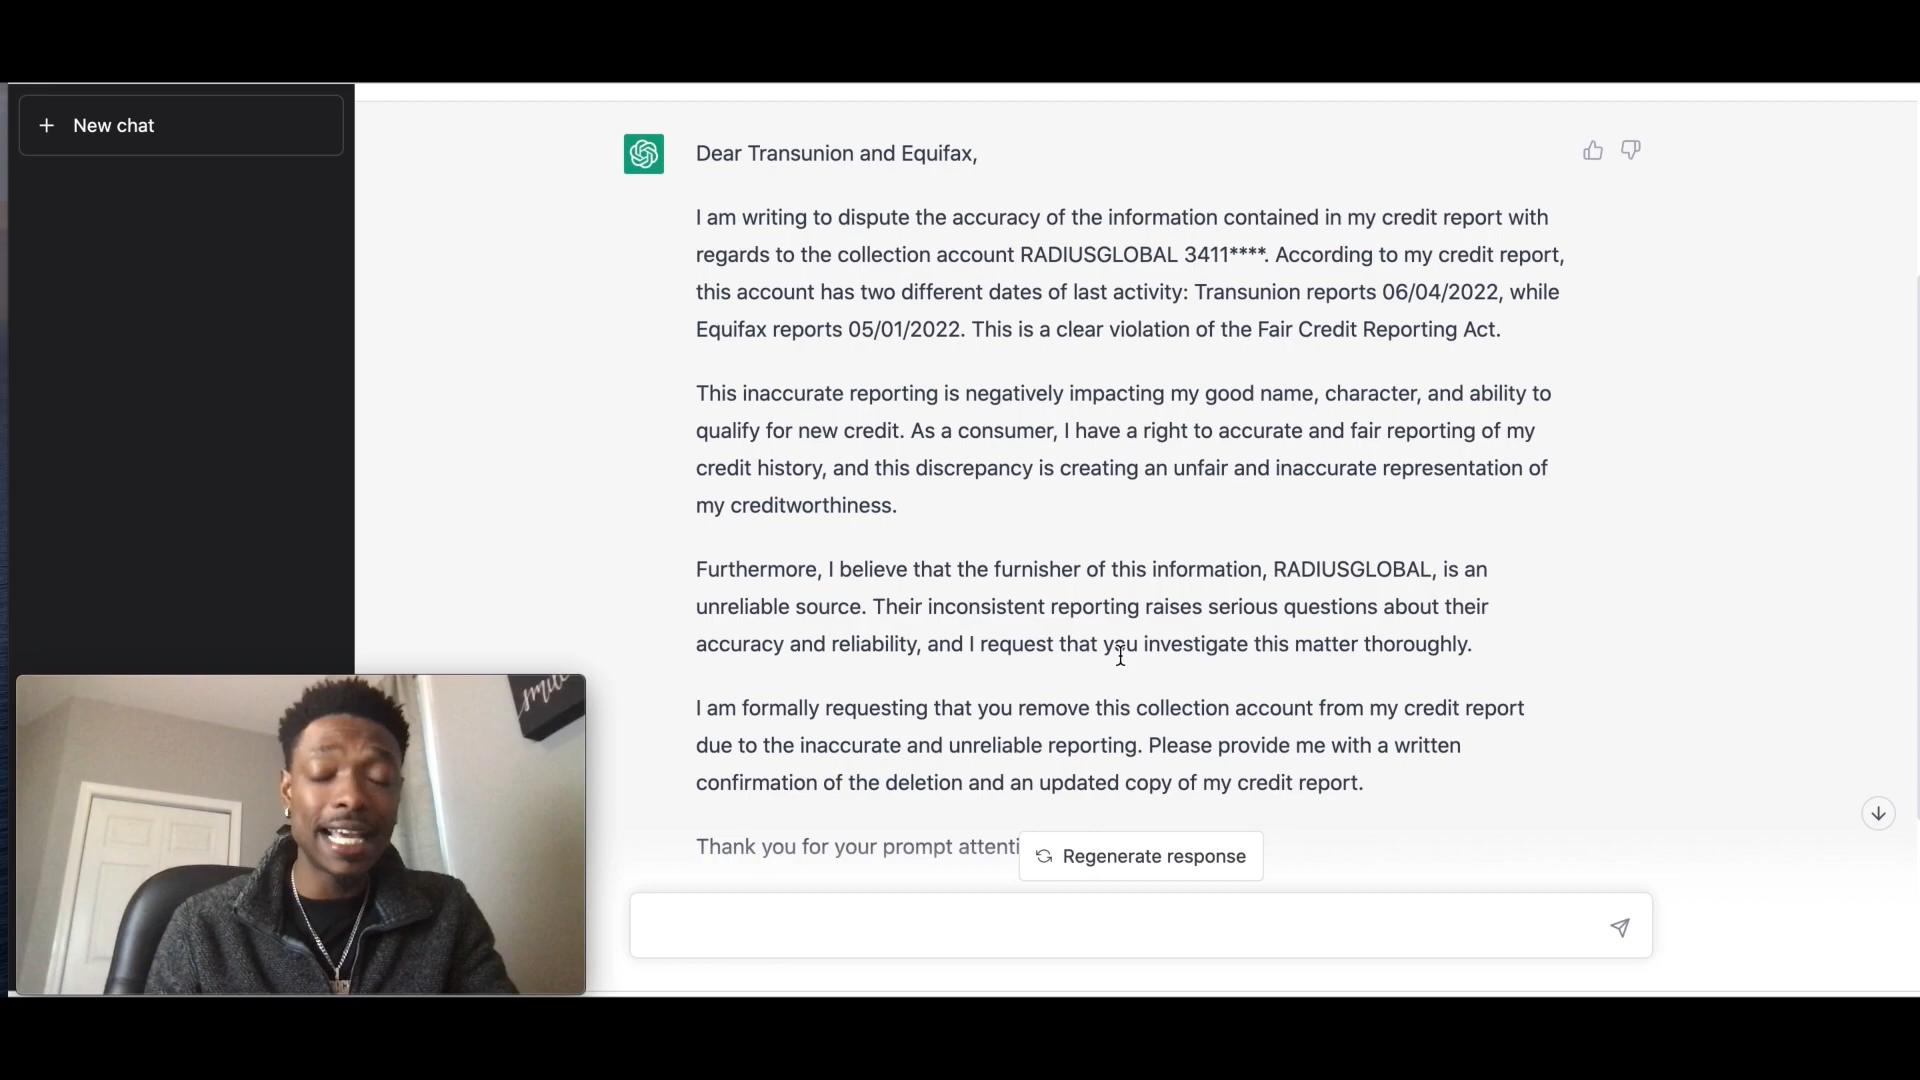 New chat
Dear Transunion and Equifax,
I am writing to dispute the accuracy of the information contained in my credit report with
regards to the collection account RADIUSGLOBAL 3411****. According to my credit report,
this account has two different dates of last activity: Transunion reports 06/04/2022, while
Equifax reports 05/01/2022. This is a clear violation of the Fair Credit Reporting Act.
This inaccurate reporting is negatively impacting my good name, character, and ability to
qualify for new credit. As a consumer, I have a right to accurate and fair reporting of my
credit history, and this discrepancy is creating an unfair and inaccurate representation of
my creditworthiness.
Furthermore, I believe that the furnisher of this information, RADIUSGLOBAL, is an
unreliable source. Their inconsistent reporting raises serious questions about their
accuracy and reliability, and I request that you investigate this matter thoroughly.
I am formally requesting that you remove this collection account from my credit report
due to the inaccurate and unreliable reporting. Please provide me with a written
confirmation of the deletion and an updated copy of my credit report.
Thank you for your prompt attenti
Regenerate response
smile